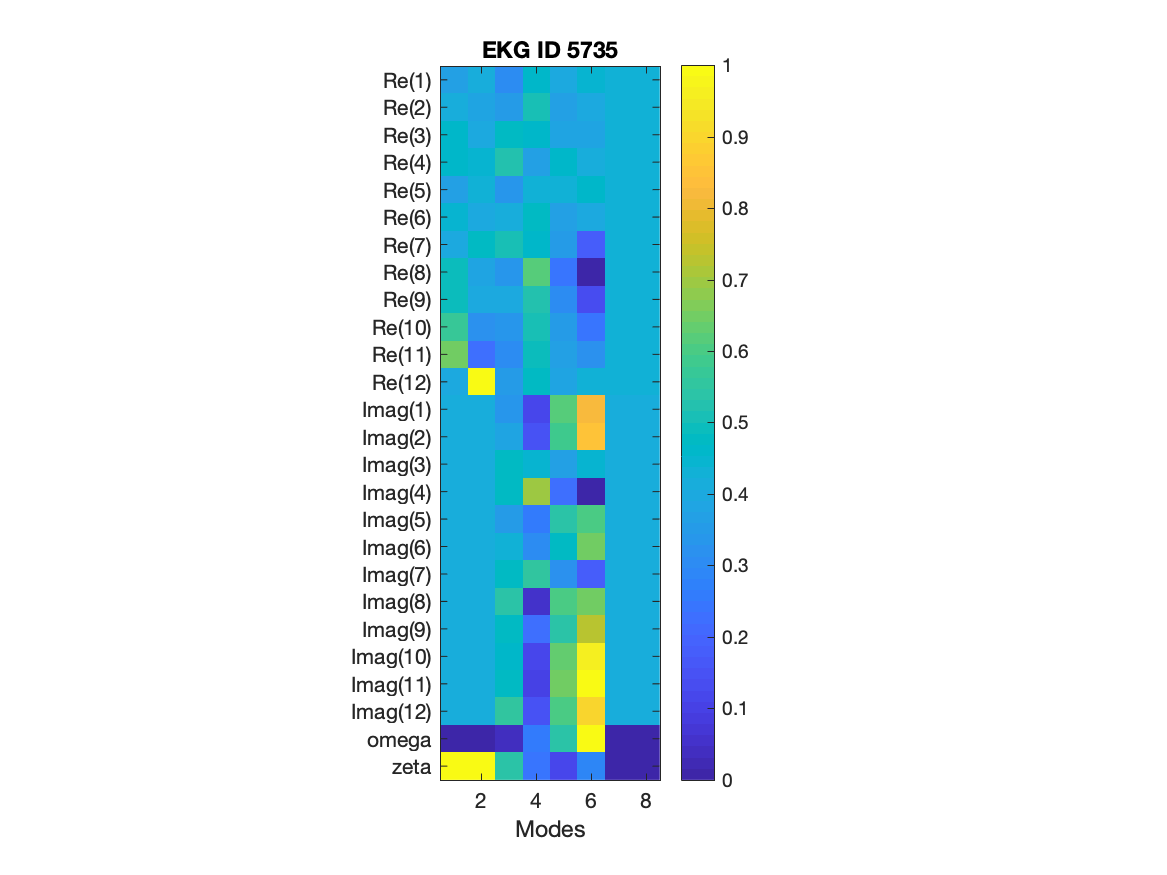 EKG ID 5735
Re(1)
Re(2)
Re(3)
Re(4)
Re(5)
Re(6)
Re(7)
Re(8)
Re(9)
Re(10)
Re(11)
Re(12)
Imag(1)
Imag(2)
Imag(3)
Imag(4)
Imag(5)
Imag(6)
Imag(7)
Imag(8)
Imag(9)
Imag(10)
Imag(11)
Imag(12)
omega
zeta
2 4 6 8
Modes
1
0.9
0.8
0.7
0.6
0.5
0.4
0.3
0.2
0.1
0